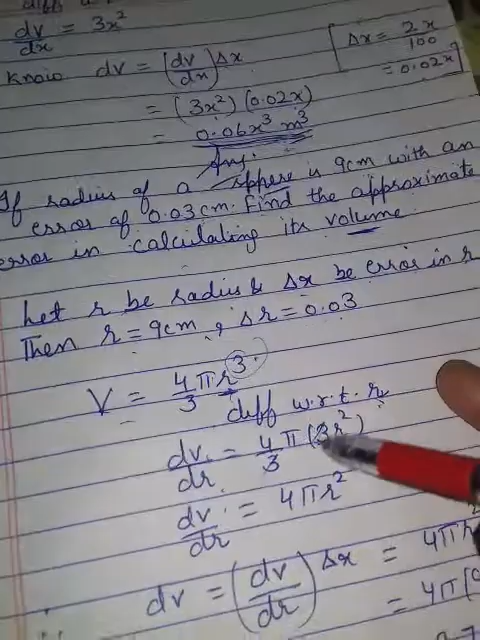 dv/dx = 3x²
Know dv = (dv/dx) Δx [Δx = 2x/100
= (3x²) (0.02x) = 0.02x]
= 0.06x³ m³
Ans.
If radius of a sphere is 9cm with an
error of 0.03cm. Find the approximate
error in calculating its volume
Let r be radius & Δx be error in r
Then r = 9cm, Δr = 0.03
V = 4/3 πr³.
diff w.r.t. r
dv/dr = 4/3 π (3r²)
dv/dr = 4πr²
dv = (dv/dr) Δx = 4πr²
= 4π(